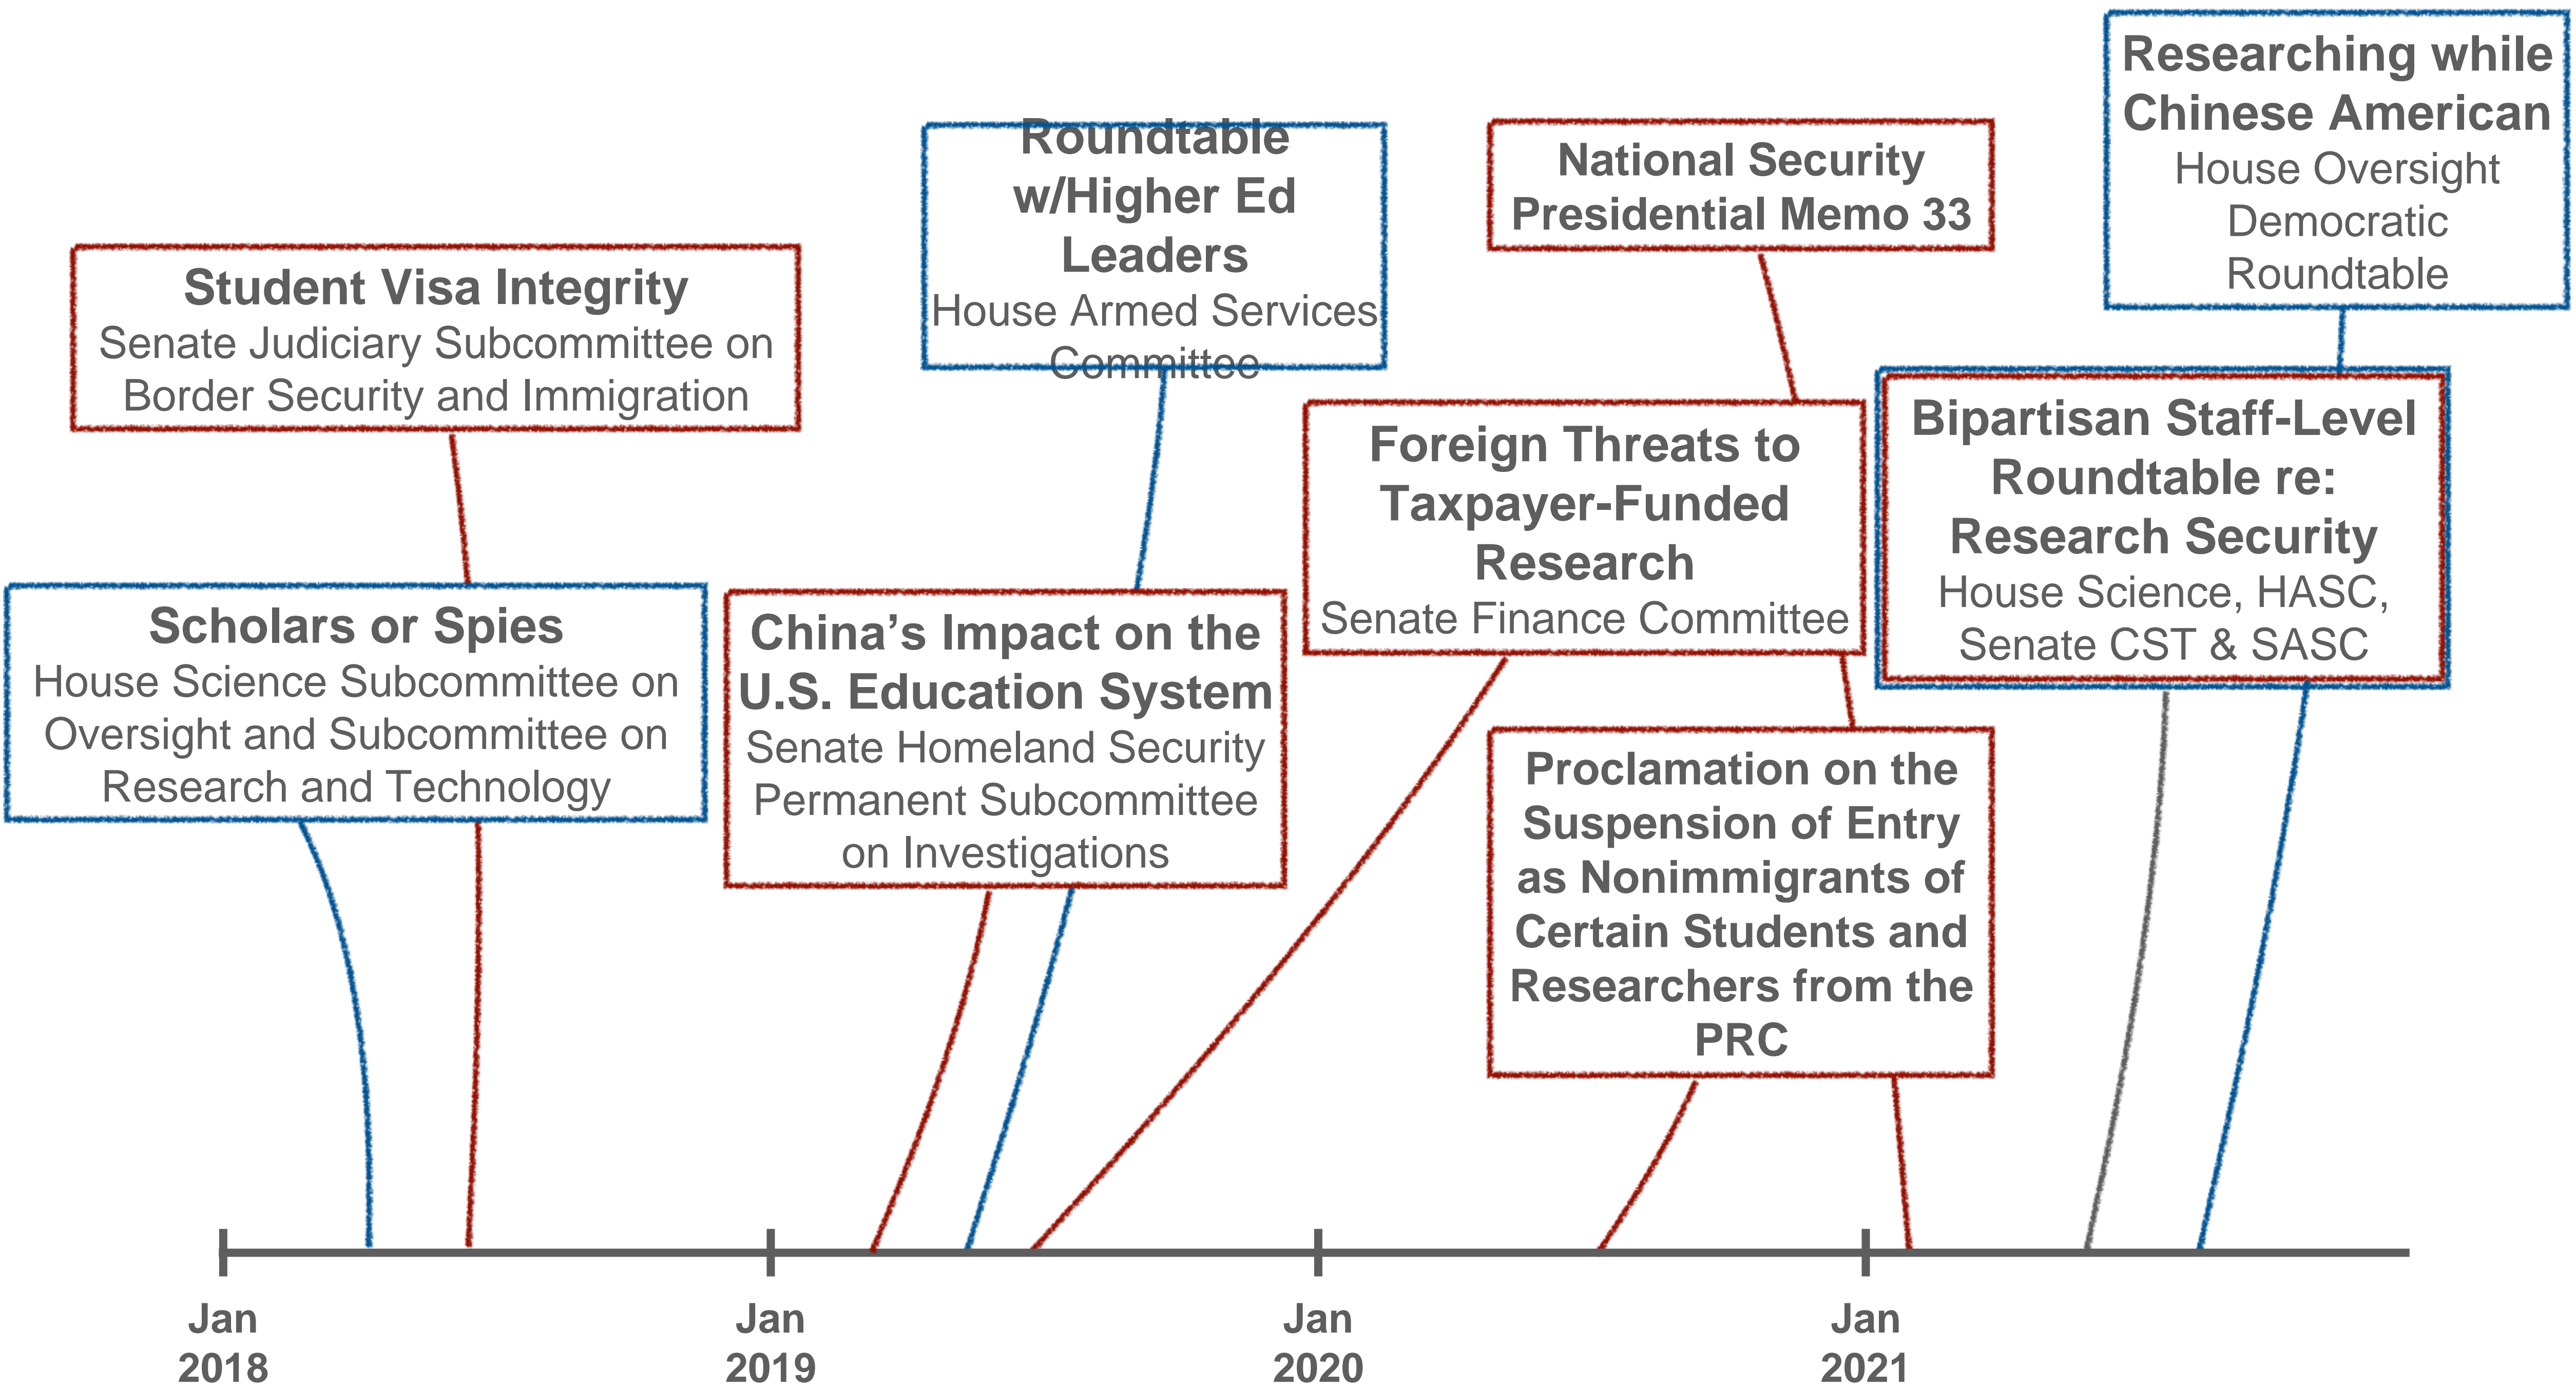 Student Visa Integrity
Senate Judiciary Subcommittee on
Border Security and Immigration
Scholars or Spies
House Science Subcommittee on
Oversight and Subcommittee on
Research and Technology
Roundtable
w/Higher Ed
Leaders
House Armed Services
Committee
China’s Impact on the
U.S. Education System
Senate Homeland Security
Permanent Subcommittee
on Investigations
National Security
Presidential Memo 33
Foreign Threats to
Taxpayer-Funded
Research
Senate Finance Committee
Proclamation on the
Suspension of Entry
as Nonimmigrants of
Certain Students and
Researchers from the
PRC
Researching while
Chinese American
House Oversight
Democratic
Roundtable
Bipartisan Staff-Level
Roundtable re:
Research Security
House Science, HASC,
Senate CST & SASC
Jan
2018
Jan
2019
Jan
2020
Jan
2021